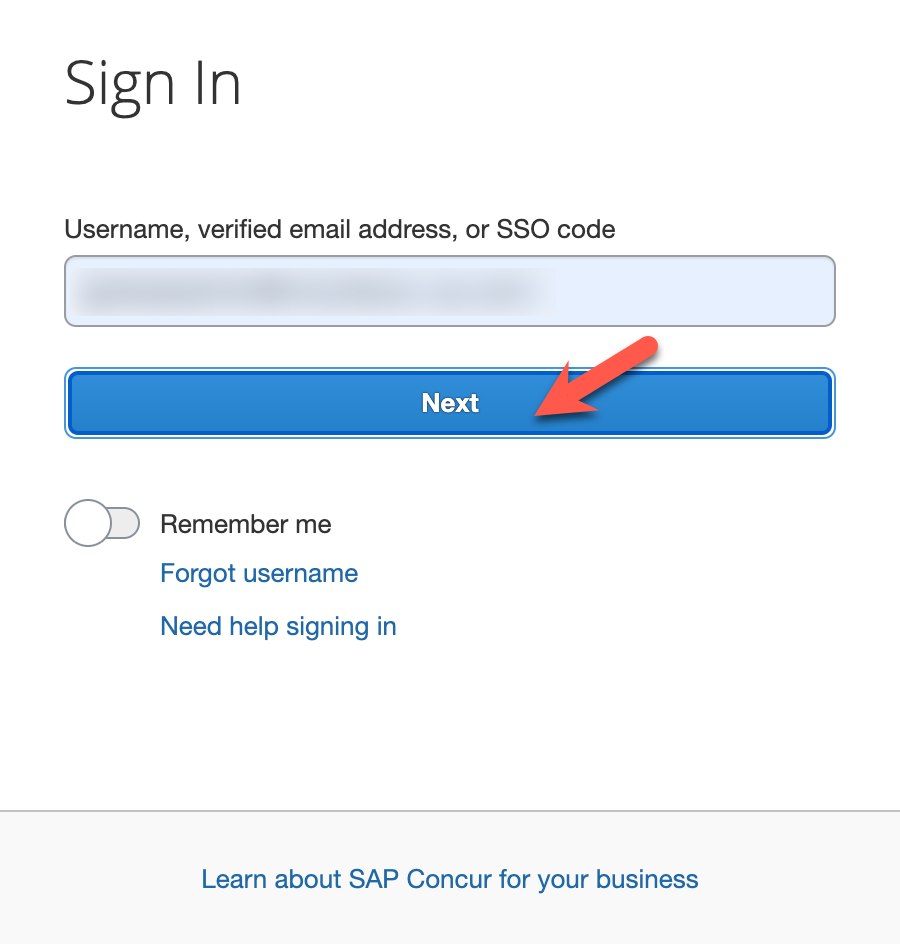 Sign In
Username, verified email address, or SSO code
Next
Remember me
Forgot username
Need help signing in
Learn about SAP Concur for your business